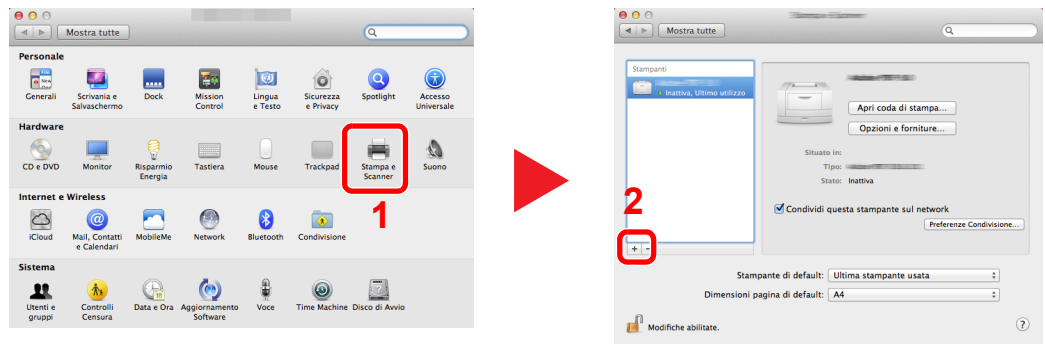 Mostra tutte
Personale
Generali
Scrivania e
Salvaschermo
Dock
Mission
Control
Lingua
e Testo
Sicurezza
e Privacy
Spotlight
Accesso
Universale
Hardware
CD e DVD
Monitor
Risparmio
Energia
Tastiera
Mouse
Trackpad
Stampa e
Scanner
Suono
1
Internet e Wireless
iCloud
Mail, Contatti
e Calendari
MobileMe
Network
Bluetooth
Condivisione
Sistema
Utenti e
gruppi
Controlli
Censura
Data e Ora
Aggiornamento
Software
Voce
Time Machine
Disco di Avvio
Mostra tutte
Stampanti
Inattiva, Ultimo utilizzo
Apri coda di stampa...
Opzioni e forniture...
Situato in:
Tipo:
Stato: Inattiva
2
Condividi questa stampante sul network
Preferenze Condivisione...
+ -
Stampante di default: Ultima stampante usata
Dimensioni pagina di default: A4
Modifiche abilitate.
?